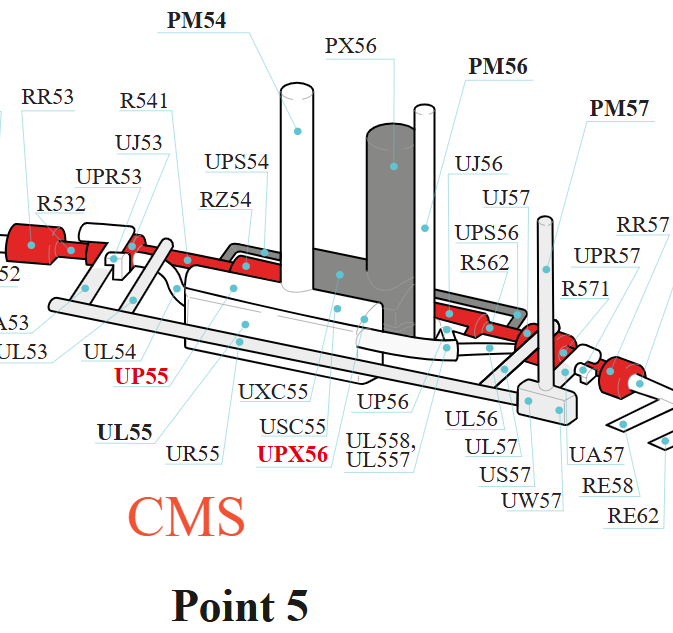 PM54
PX56
PM56
PM57
RR53
R541
UJ53
UPR53
R532
UPS54
RZ54
UJ56
UJ57
UPS56
R562
RR57
UPR57
R571
52
A53
UL53
UL54
UP55
UL55
UR55
UXC55
USC55
UPX56
UP56
UL558,
UL557
UL56
UL57
US57
UW57
UA57
RE58
RE62
CMS
Point 5